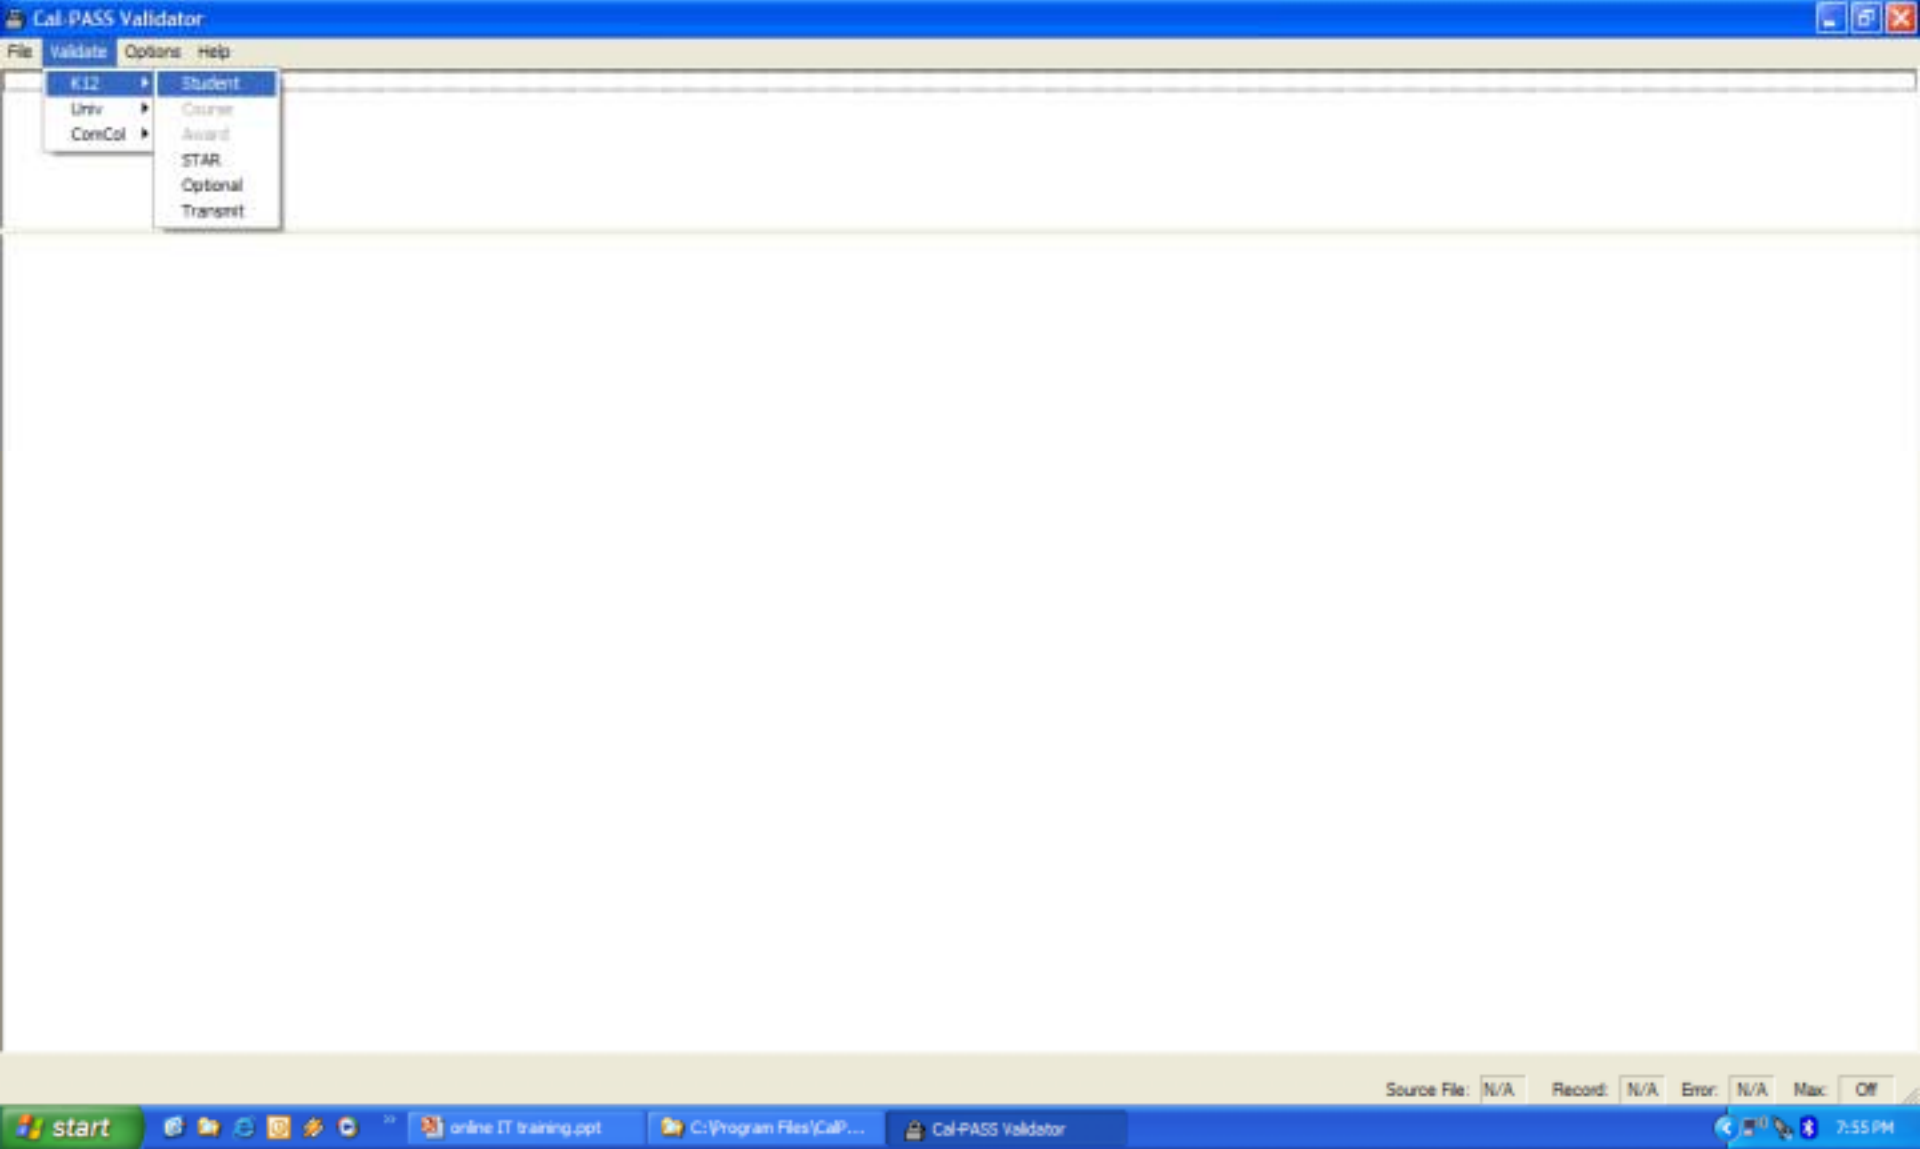 Cal-PASS Validator
File Validate Options Help
K12 Student
Univ Course
ComCol Award
STAR
Optional
Transmit
Source File: N/A Record: N/A Error: N/A Max: Off
start online IT training.ppt C:\Program Files\CalP... Cal-PASS Validator 7:55 PM